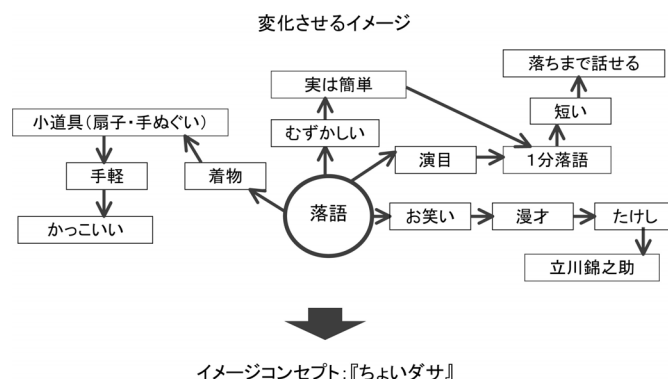 変化させるイメージ
落ちまで話せる
実は簡単
短い
小道具(扇子・手ぬぐい)
むずかしい
手軽
着物
演目
1分落語
かっこいい
落語
お笑い
漫才
たけし
立川錦之助
イメージコンセプト:『ちょいダサ』